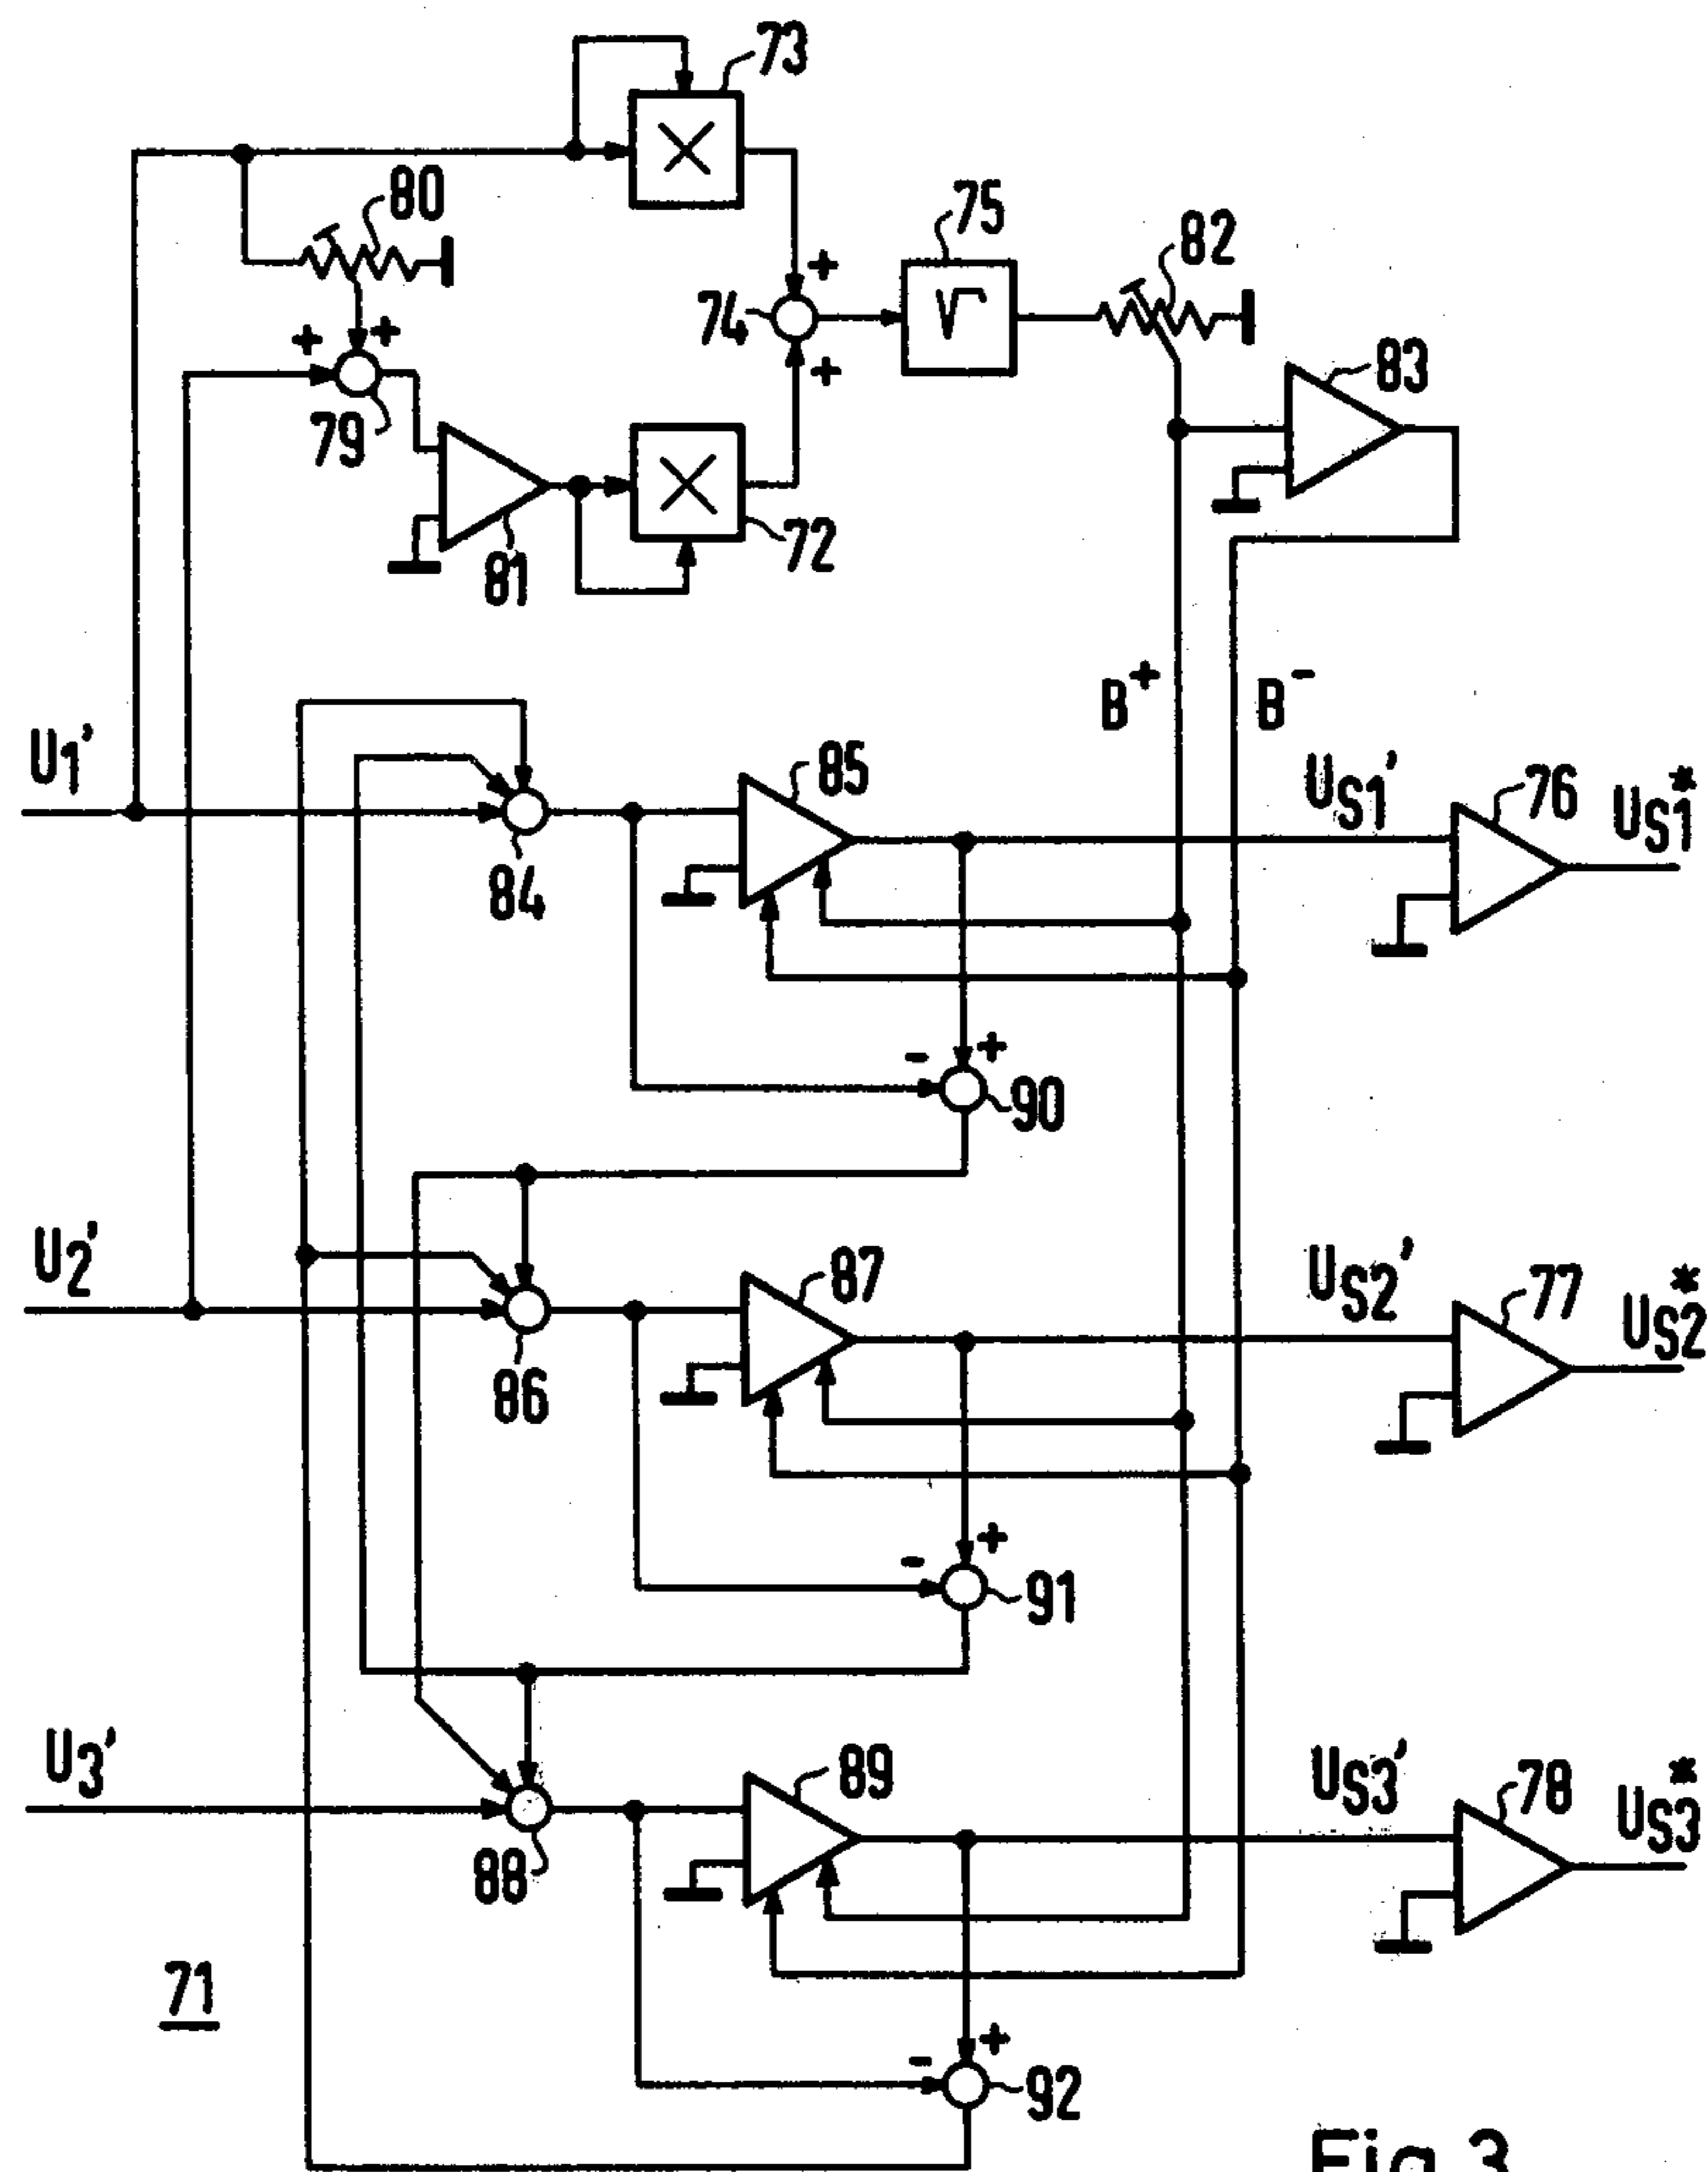 73
80
75
82
+ +
+
74
83
79
+
81
72
B+ B-
U1'
85
US1'
76
US1*
84
- +
90
U2'
87
US2'
77
US2*
86
- +
91
U3'
89
US3'
78
US3*
88
71
- +
92
Fig.3